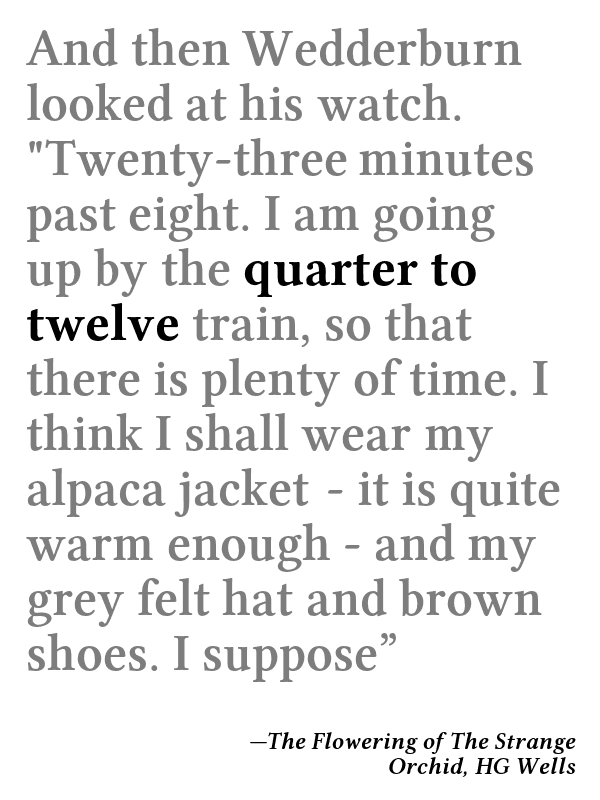 And then Wedderburn
looked at his watch.
"Twenty-three minutes
past eight. I am going
up by the quarter to
twelve train, so that
there is plenty of time. I
think I shall wear my
alpaca jacket - it is quite
warm enough - and my
grey felt hat and brown
shoes. I suppose”
—The Flowering of The Strange
Orchid, HG Wells